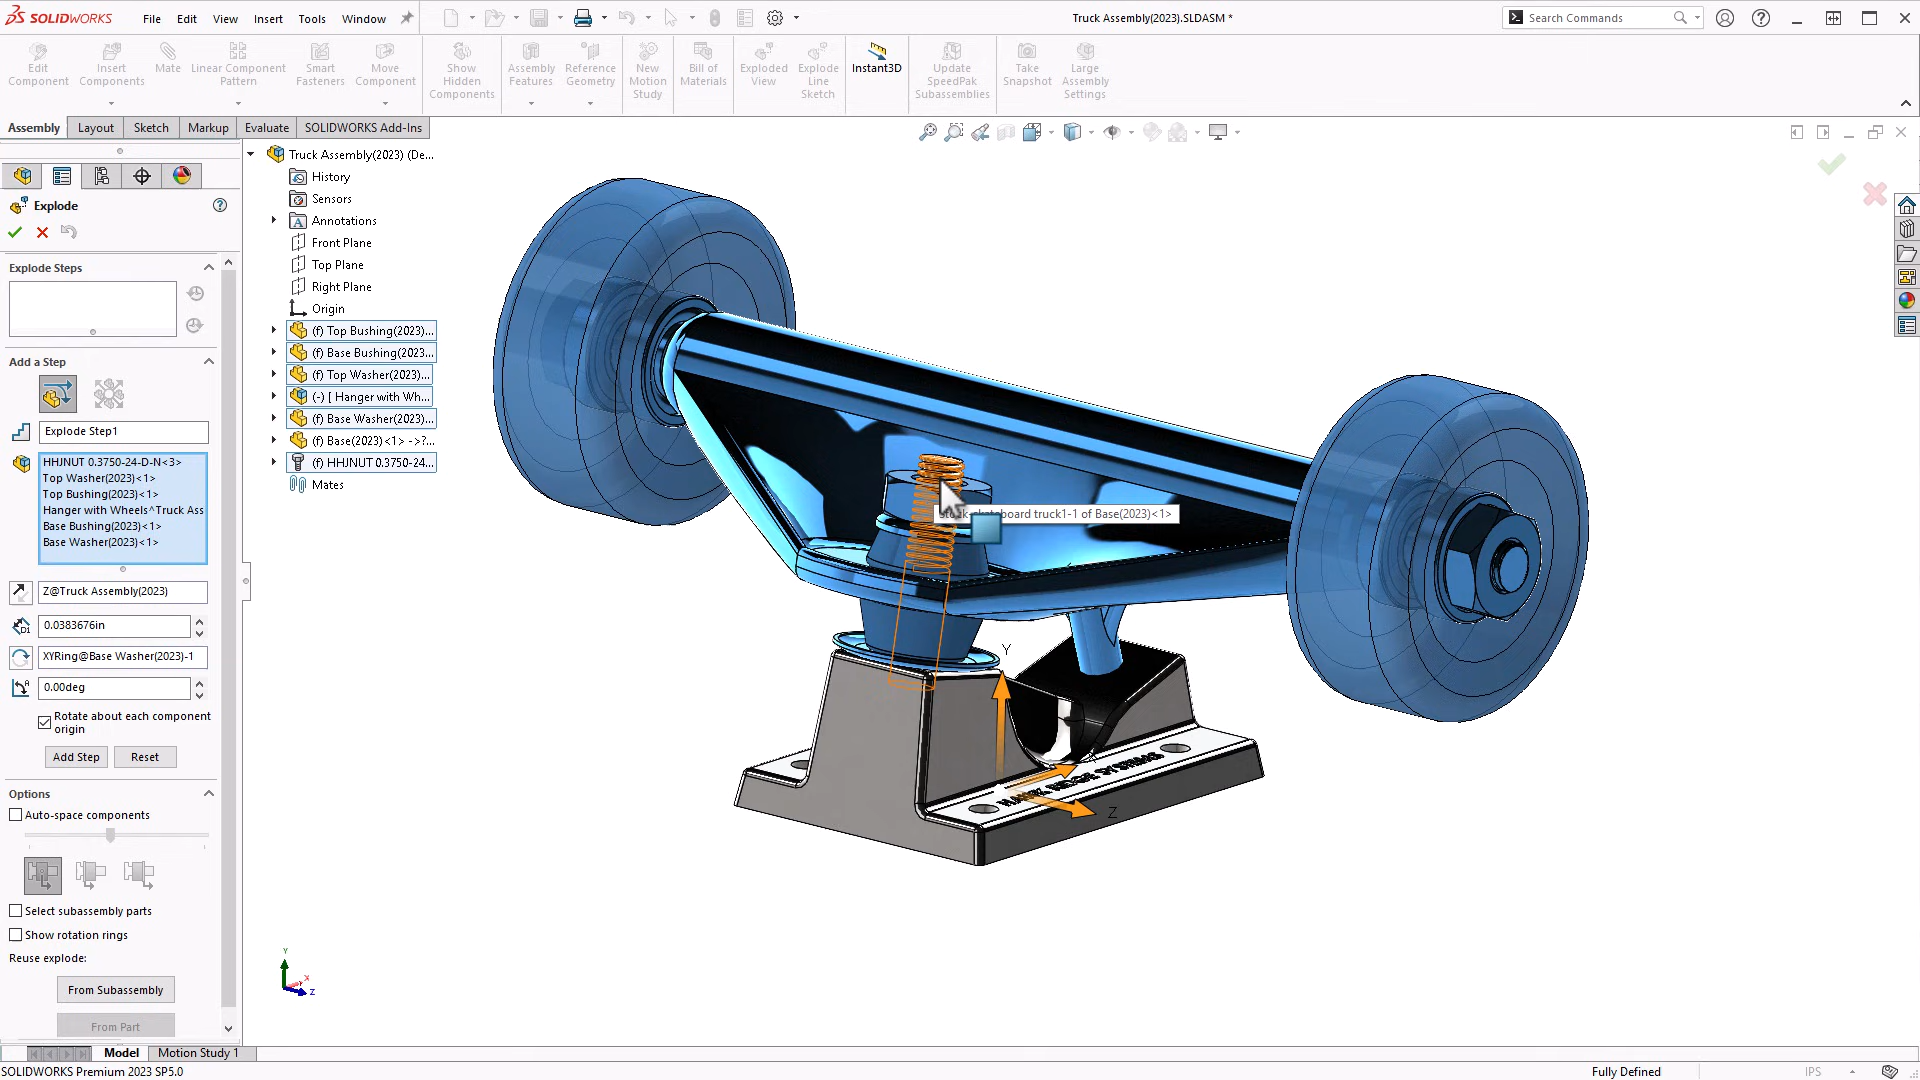 SOLIDWORKS
File Edit View Insert Tools Window
Truck Assembly(2023).SLDASM *
Search Commands
Edit Component
Insert Components
Mate
Linear Component Pattern
Smart Fasteners
Move Component
Show Hidden Components
Assembly Features
Reference Geometry
New Motion Study
Bill of Materials
Exploded View
Explode Line Sketch
Instant3D
Update SpeedPak Subassemblies
Take Snapshot
Large Assembly Settings
Assembly Layout Sketch Markup Evaluate SOLIDWORKS Add-Ins
Explode
Explode Steps
Add a Step
Explode Step1
HHJNUT 0.3750-24-D-N<3>
Top Washer(2023)<1>
Top Bushing(2023)<1>
Hanger with Wheels^Truck Ass
Base Bushing(2023)<1>
Base Washer(2023)<1>
Z@Truck Assembly(2023)
0.0383676in
XYRing@Base Washer(2023)-1
0.00deg
Rotate about each component origin
Add Step
Reset
Options
Auto-space components
Select subassembly parts
Show rotation rings
Reuse explode:
From Subassembly
From Part
Truck Assembly(2023) (De...
History
Sensors
Annotations
Front Plane
Top Plane
Right Plane
Origin
(f) Top Bushing(2023)...
(f) Base Bushing(2023...
(f) Top Washer(2023)...
(-) [ Hanger with Wh...
(f) Base Washer(2023)...
(f) Base(2023)<1> ->?...
(f) HHJNUT 0.3750-24...
Mates
skateboard truck1-1 of Base(2023)<1>
Y
Z
Y
X
Z
Model Motion Study 1
SOLIDWORKS Premium 2023 SP5.0
Fully Defined
IPS